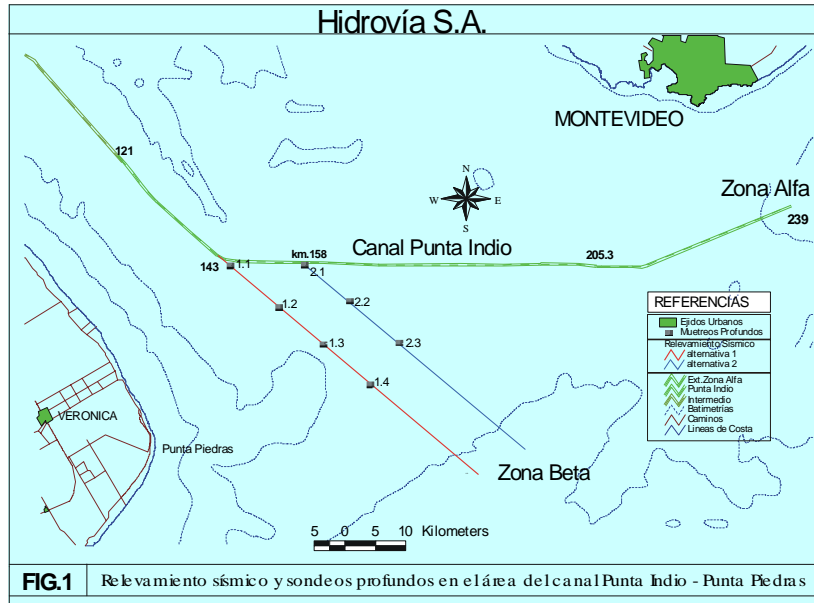 Hidrovía S.A.
MONTEVIDEO
121
N
W E
S
Zona Alfa
239
Canal Punta Indio
km.158
205.3
143
1.1
2.1
1.2
2.2
1.3
2.3
1.4
VERONICA
Punta Piedras
Zona Beta
REFERENCIAS
Ejidos Urbanos
Muetreos Profundos
Relevamiento/Sísmico
alternativa 1
alternativa 2
Ext.Zona Alfa
Punta Indio
Intermedio
Batimetrías
Caminos
Lineas de Costa
5 0 5 10 Kilometers
FIG.1 Relevamiento sísmico y sondeos profundos en el área del canal Punta Indio - Punta Piedras